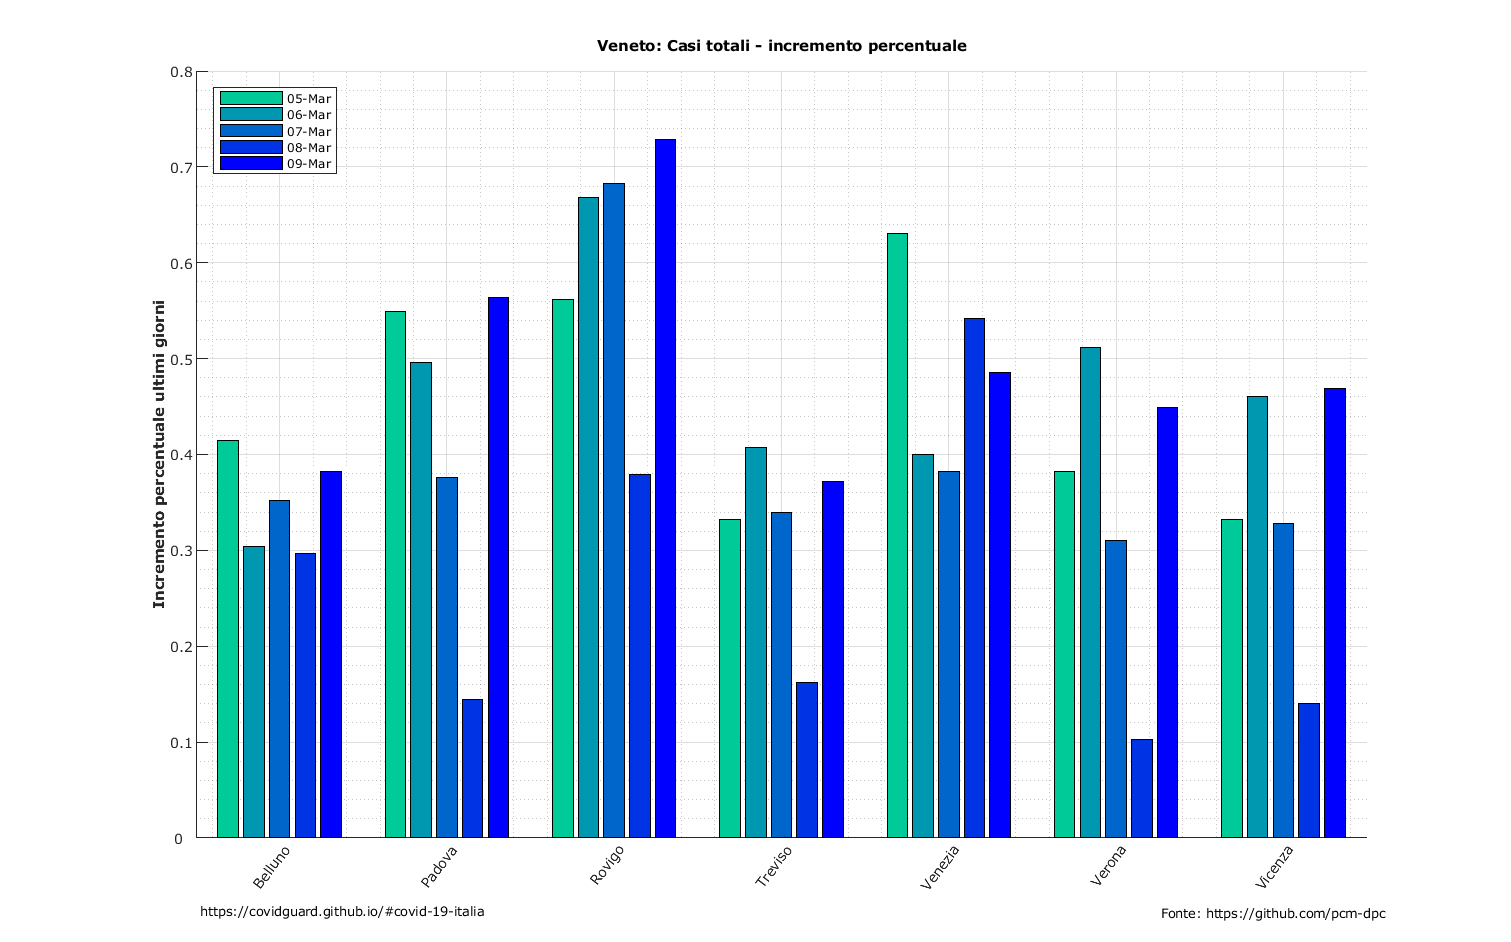 Veneto: Casi totali - incremento percentuale
0.8
0.7
0.6
0.5
0.4
0.3
0.2
0.1
0
Incremento percentuale ultimi giorni
05-Mar
06-Mar
07-Mar
08-Mar
09-Mar
Belluno
Padova
Rovigo
Treviso
Venezia
Verona
Vicenza
https://covidguard.github.io/#covid-19-italia
Fonte: https://github.com/pcm-dpc